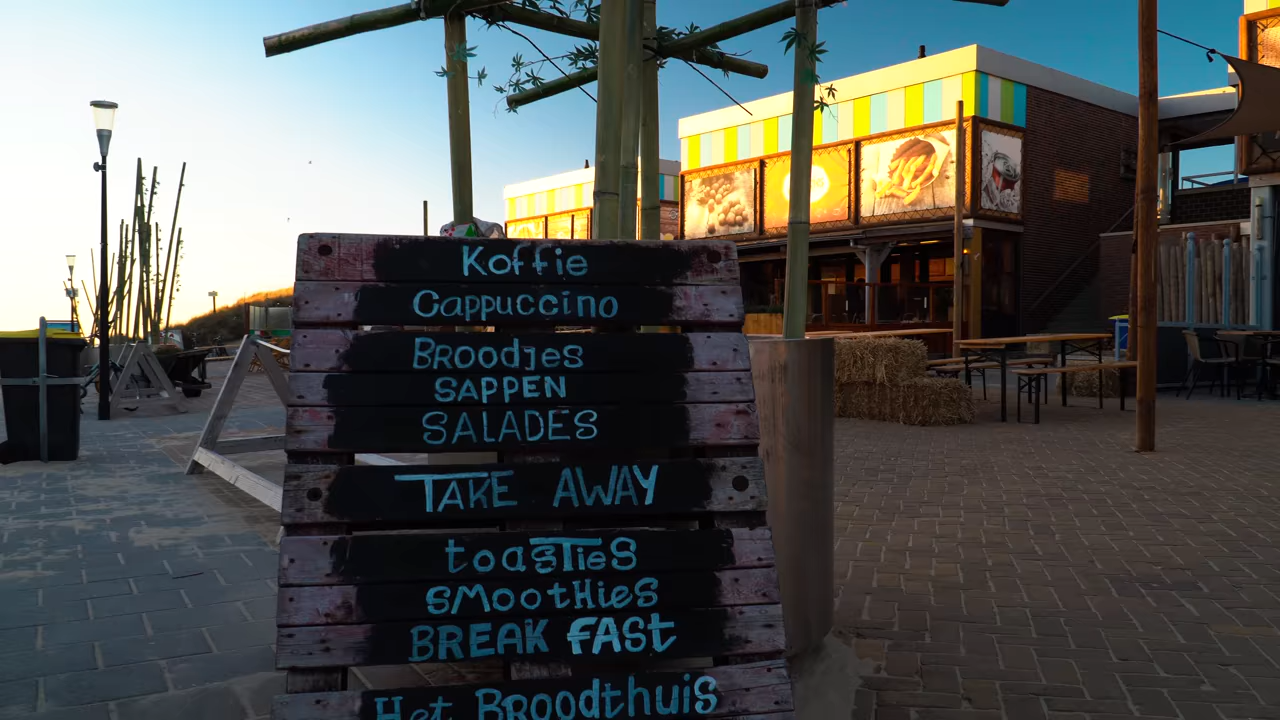 Koffie
Cappuccino
Broodjes
SAPPEN
SALADES
TAKE AWAY
toasTies
sMootHies
BREAK fASt
Het BRoodthuis